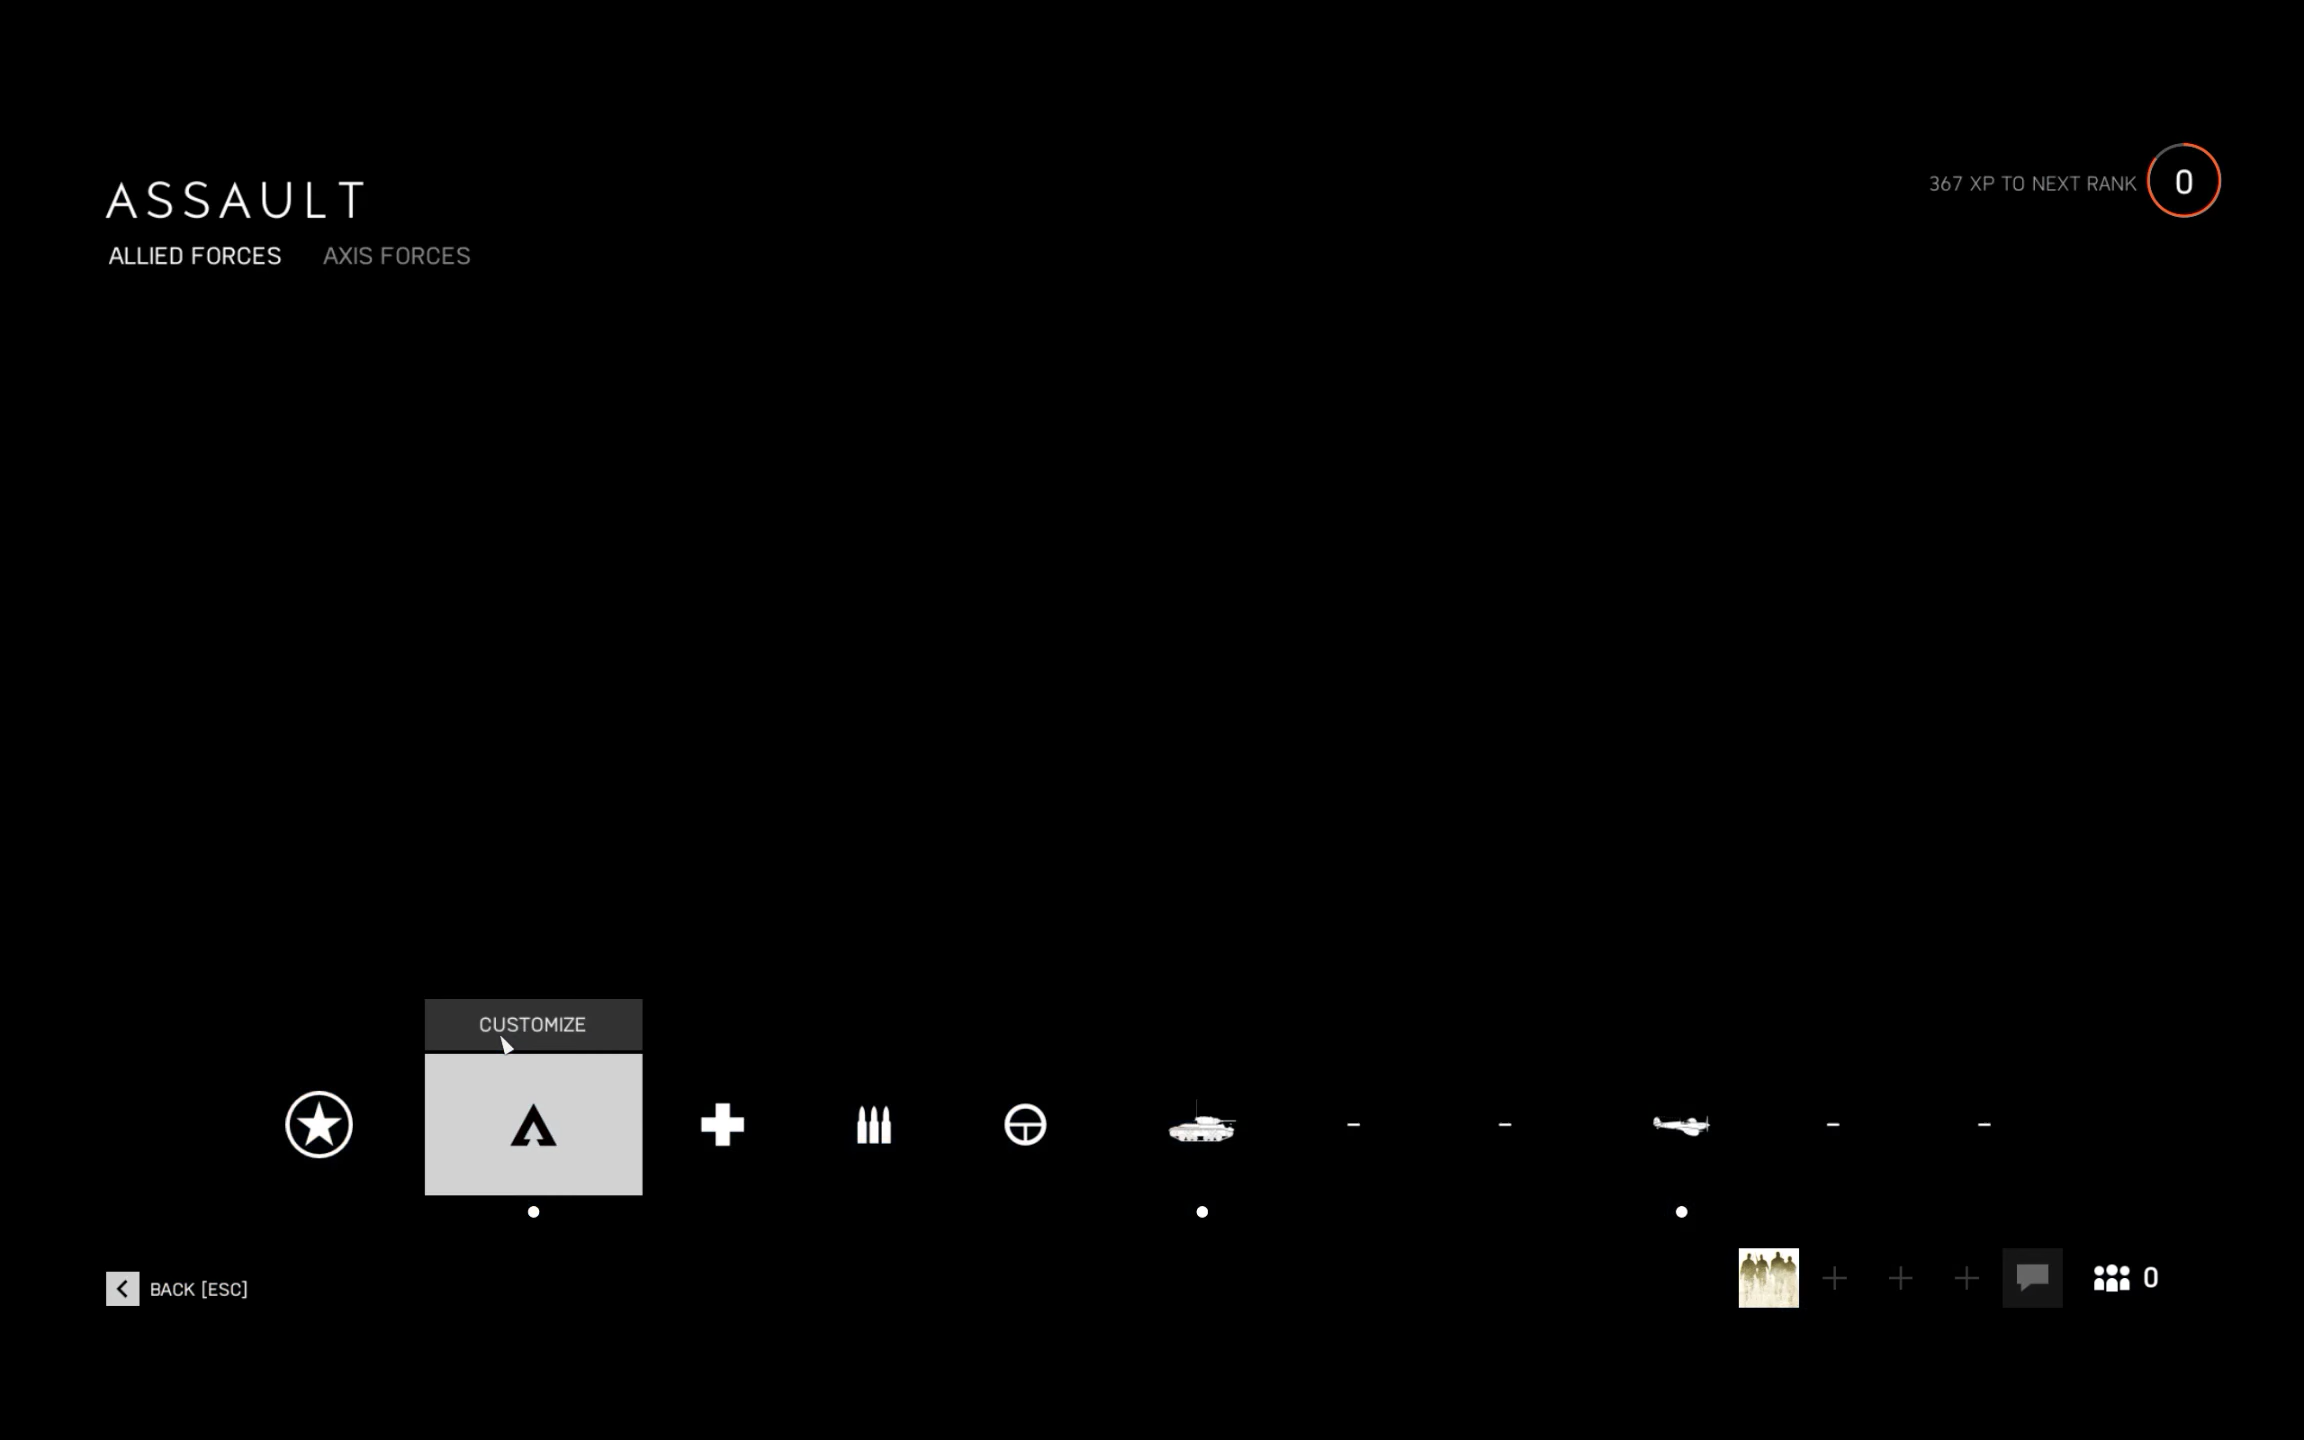 ASSAULT
367 XP TO NEXT RANK 0
ALLIED FORCES AXIS FORCES
CUSTOMIZE
BACK [ESC]
0